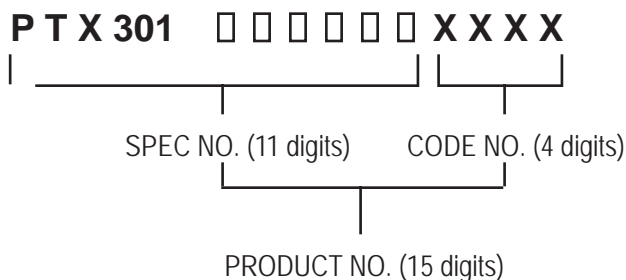 P T X 301 □ □ □ □ □ □ X X X X
SPEC NO. (11 digits) CODE NO. (4 digits)
PRODUCT NO. (15 digits)